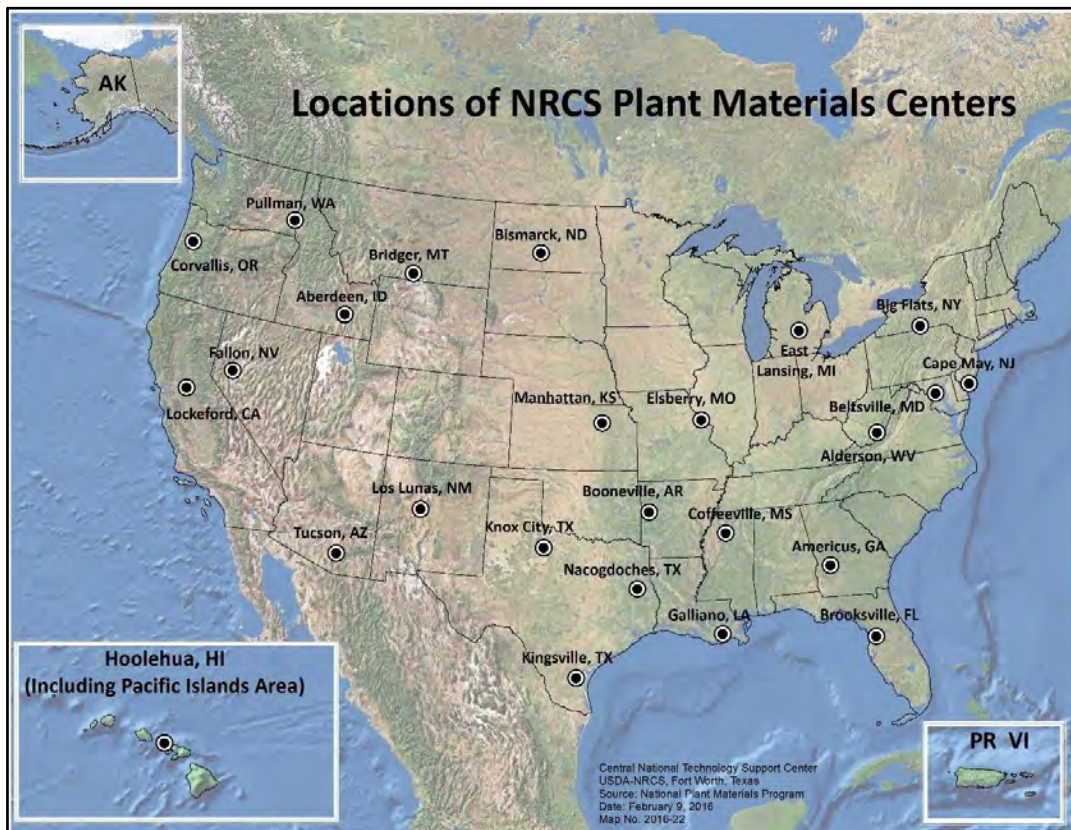 AK
Locations of NRCS Plant Materials Centers
Pullman, WA
Corvallis, OR
Bridger, MT
Bismarck, ND
Aberdeen, ID
Big Flats, NY
Fallon, NV
East
Lansing, MI
Cape May, NJ
Lockeford, CA
Manhattan, KS
Elsberry, MO
Beltsville, MD
Alderson, WV
Los Lunas, NM
Booneville, AR
Coffeeville, MS
Tucson, AZ
Knox City, TX
Americus, GA
Nacogdoches, TX
Galliano, LA
Brooksville, FL
Kingsville, TX
Hoolehua, HI
(Including Pacific Islands Area)
PR VI
Central National Technology Support Center
USDA-NRCS, Fort Worth, Texas
Source: National Plant Materials Program
Date: February 9, 2016
Map No. 2016-22